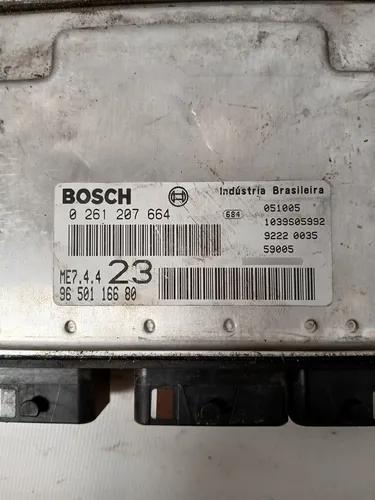 BOSCH
Indústria Brasileira
0 261 207 664
684
051005
1039S05992
9222 0035
59005
ME7.4.4 23
96 501 166 80